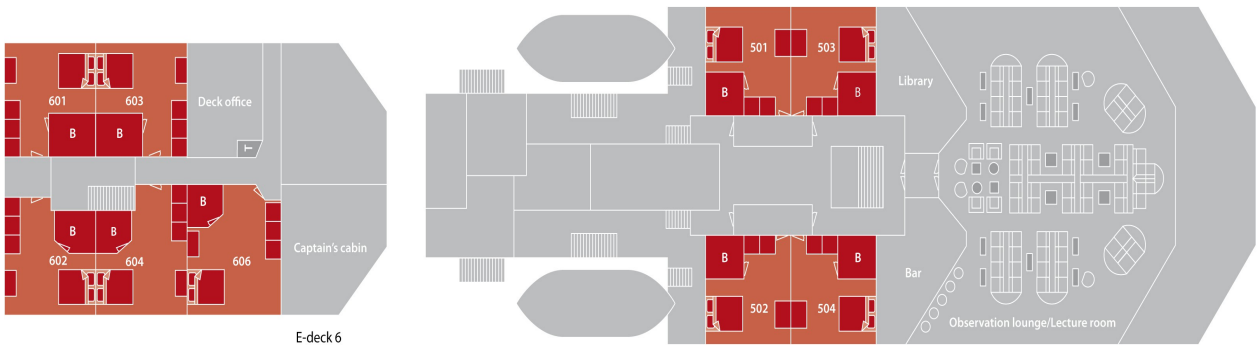 601
603
B
B
Deck office
T
B
B
B
602
604
606
Captain's cabin
E-deck 6
501
503
B
B
Library
B
B
502
504
Bar
Observation lounge/Lecture room